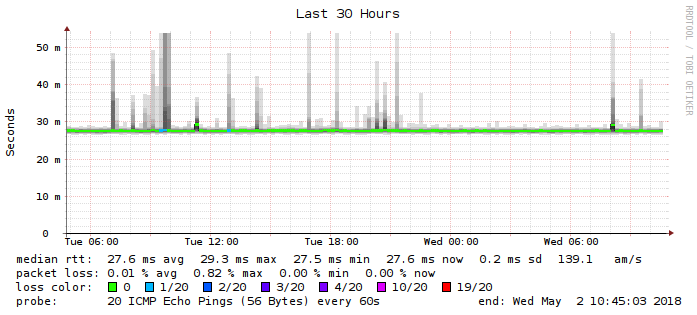 Last 30 Hours
RRDTOOL / TOBI OETIKER
Seconds
50 m
40 m
30 m
20 m
10 m
0
Tue 06:00 Tue 12:00 Tue 18:00 Wed 00:00 Wed 06:00
median rtt: 27.6 ms avg 29.3 ms max 27.5 ms min 27.6 ms now 0.2 ms sd 139.1 am/s
packet loss: 0.01 % avg 0.82 % max 0.00 % min 0.00 % now
loss color: 0 1/20 2/20 3/20 4/20 10/20 19/20
probe: 20 ICMP Echo Pings (56 Bytes) every 60s end: Wed May 2 10:45:03 2018